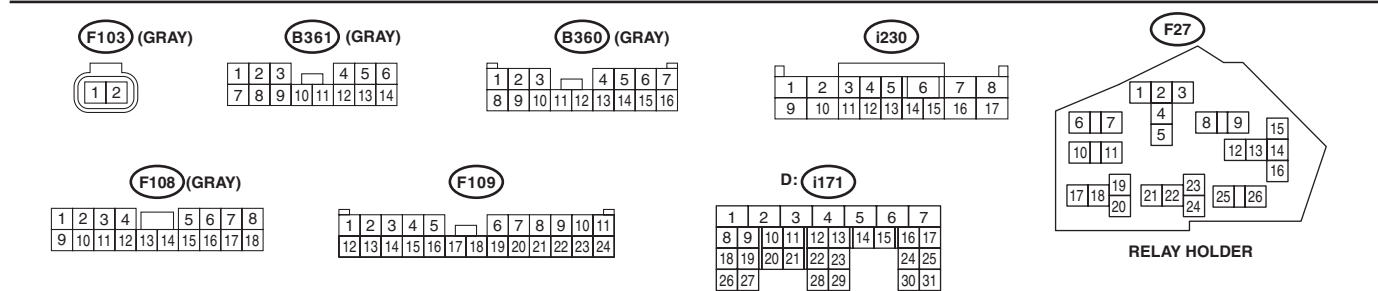 F103 (GRAY)
1 2
B361 (GRAY)
1 2 3 4 5 6
7 8 9 10 11 12 13 14
B360 (GRAY)
1 2 3 4 5 6 7
8 9 10 11 12 13 14 15 16
i230
1 2 3 4 5 6 7 8
9 10 11 12 13 14 15 16 17
F27
1 2 3
4
5
6 7
8 9
10 11
15
12 13 14
16
17 18 19
20
21 22 23
24
25 26
RELAY HOLDER
F108 (GRAY)
1 2 3 4 5 6 7 8
9 10 11 12 13 14 15 16 17 18
F109
1 2 3 4 5 6 7 8 9 10 11
12 13 14 15 16 17 18 19 20 21 22 23 24
D: i171
1 2 3 4 5 6 7
8 9 10 11 12 13 14 15 16 17
18 19 20 21 22 23 24 25
26 27 28 29 30 31